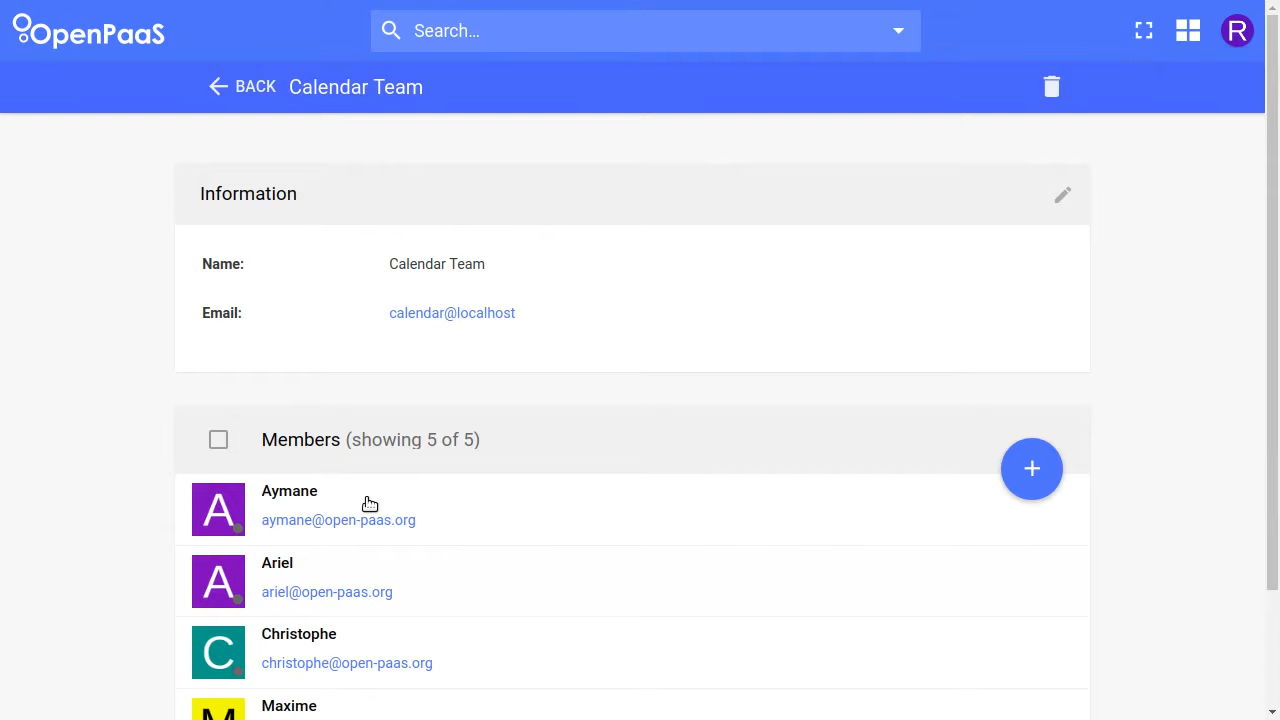 OpenPaaS
Search...
R
BACK Calendar Team
Information
Name: Calendar Team
Email: calendar@localhost
Members (showing 5 of 5)
+
A
Aymane
aymane@open-paas.org
A
Ariel
ariel@open-paas.org
C
Christophe
christophe@open-paas.org
M
Maxime